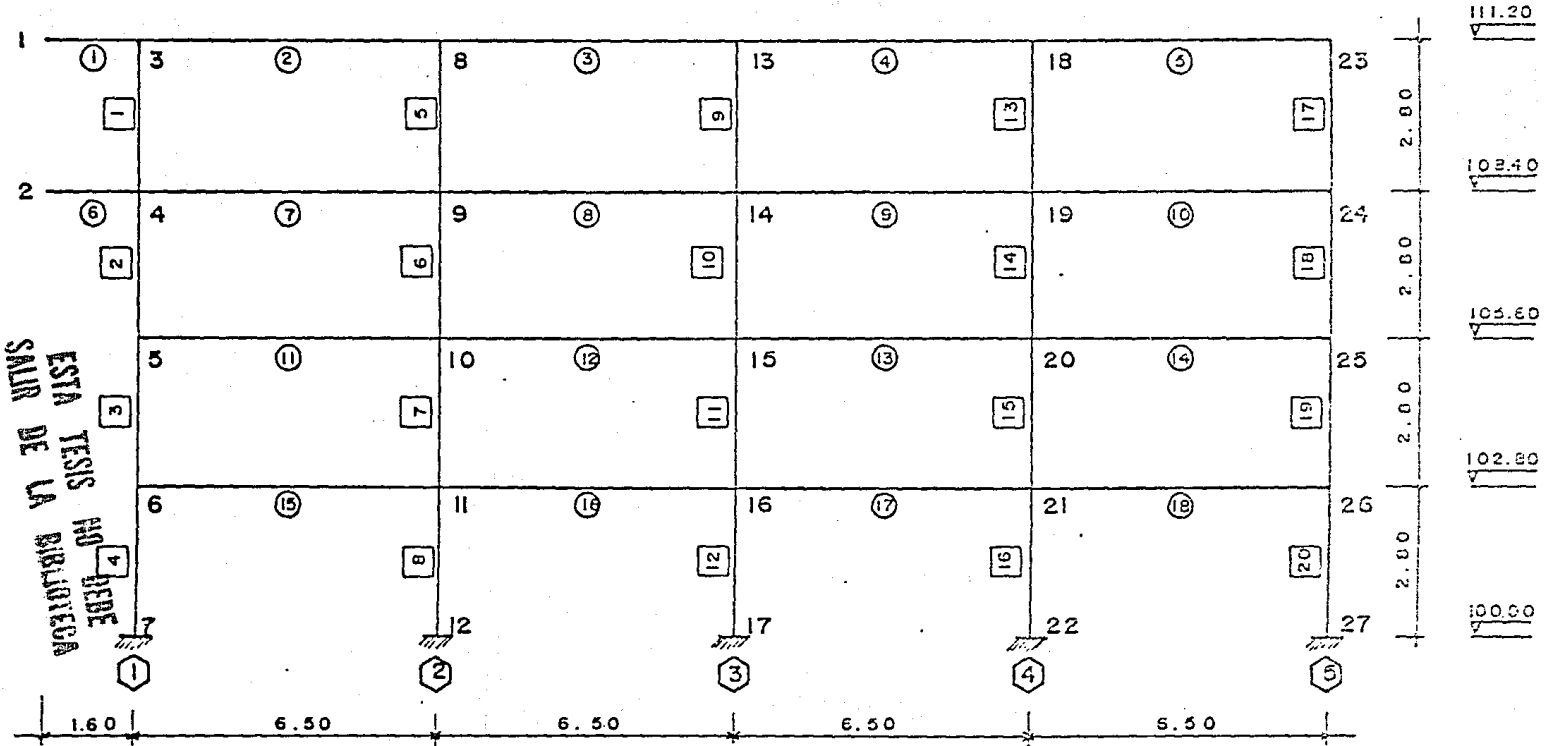 111.20
1 ① 3 ② 8 ③ 13 ④ 18 ⑤ 23
1 5 9 13 17 2.80
108.40
2 ⑥ 4 ⑦ 9 ⑧ 14 ⑨ 19 ⑩ 24
2 6 10 14 18 2.80
105.60
5 ⑪ 10 ⑫ 15 ⑬ 20 ⑭ 25
3 7 11 15 19 2.80
102.80
6 ⑮ 11 ⑯ 16 ⑰ 21 ⑱ 26
4 8 12 16 20 2.80
100.00
7 12 17 22 27
1 2 3 4 5
1.60 6.50 6.50 6.50 6.50
ESTA TESIS NO DEBE
SALIR DE LA BIBLIOTECA